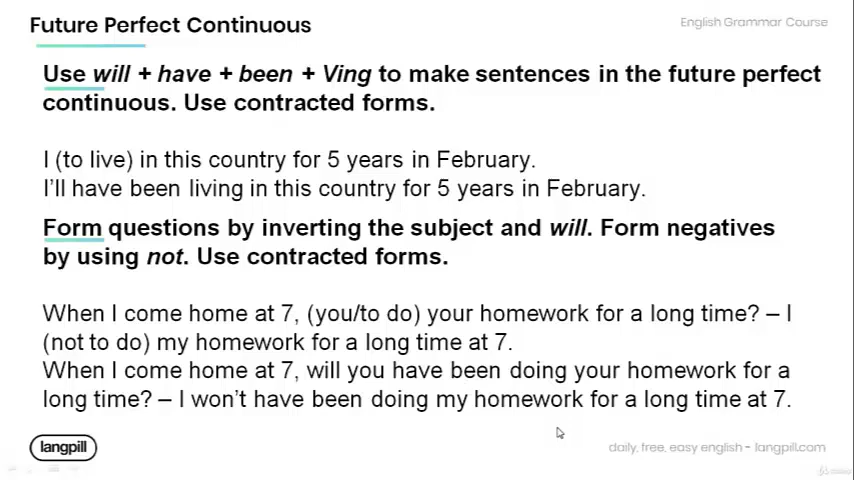 Future Perfect Continuous
English Grammar Course
Use will + have + been + Ving to make sentences in the future perfect
continuous. Use contracted forms.
I (to live) in this country for 5 years in February.
I’ll have been living in this country for 5 years in February.
Form questions by inverting the subject and will. Form negatives
by using not. Use contracted forms.
When I come home at 7, (you/to do) your homework for a long time? – I
(not to do) my homework for a long time at 7.
When I come home at 7, will you have been doing your homework for a
long time? – I won’t have been doing my homework for a long time at 7.
langpill
daily, free, easy english - langpill.com